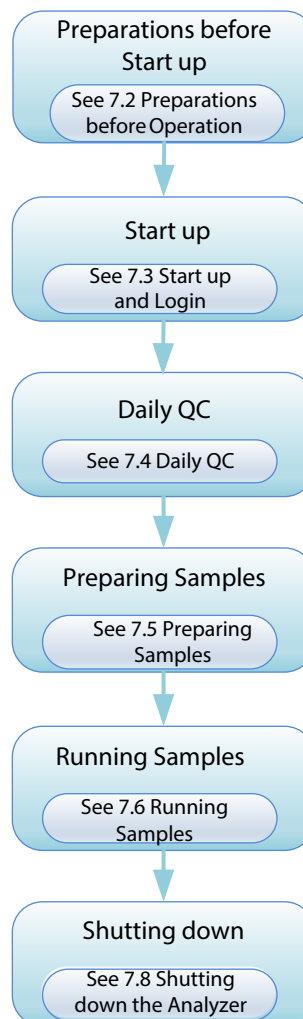 Preparations before
Start up
See 7.2 Preparations
before Operation
Start up
See 7.3 Start up
and Login
Daily QC
See 7.4 Daily QC
Preparing Samples
See 7.5 Preparing
Samples
Running Samples
See 7.6 Running
Samples
Shutting down
See 7.8 Shutting
down the Analyzer